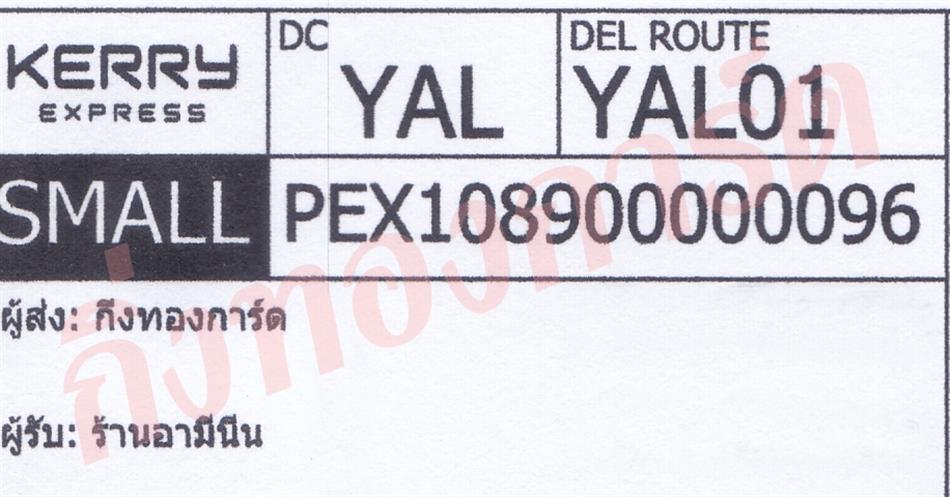 KERRY
EXPRESS
DC
YAL
DEL ROUTE
YAL01
SMALL
PEX10890000​00096
ผู้ส่ง: กิ่งทองการ์ด
ผู้รับ: ร้านอามีนีน
กิ่งทองการ์ด